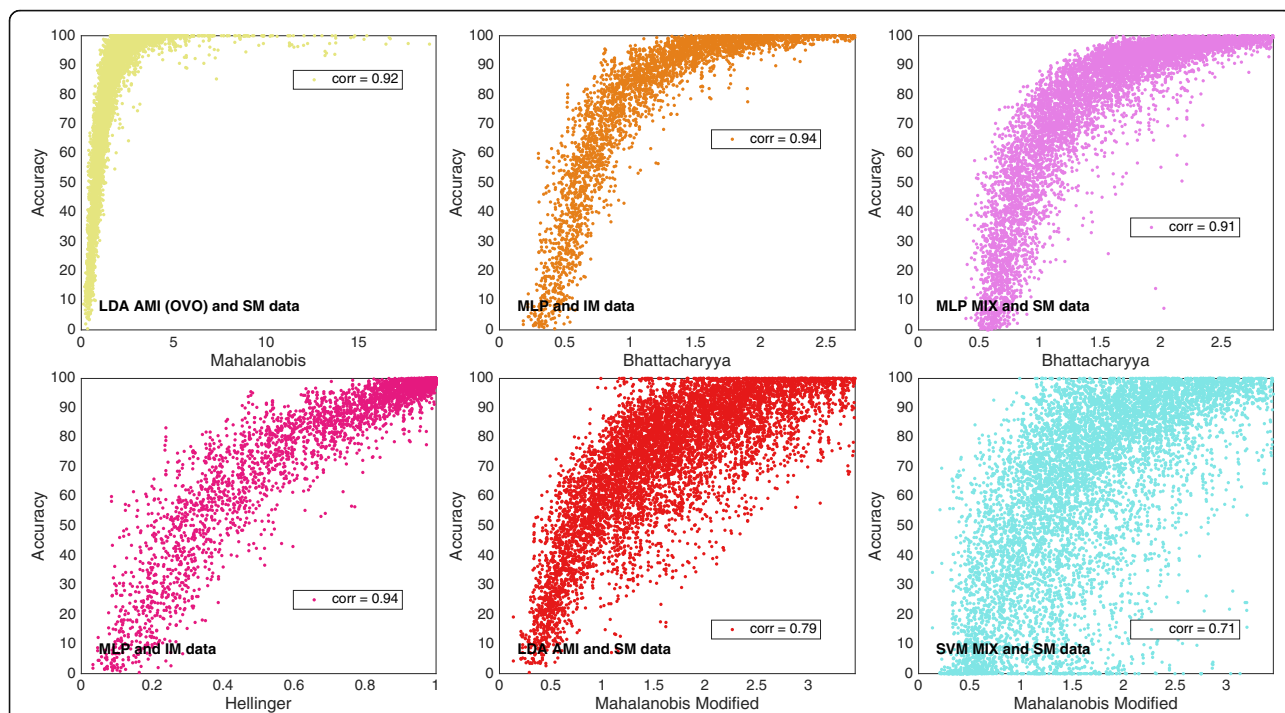 100
90
80
70
60
50
40
30
20
10
0
Accuracy
corr = 0.92
LDA AMI (OVO) and SM data
0 5 10 15
Mahalanobis
100
90
80
70
60
50
40
30
20
10
0
Accuracy
corr = 0.94
MLP and IM data
0 0.5 1 1.5 2 2.5
Bhattacharyya
100
90
80
70
60
50
40
30
20
10
0
Accuracy
corr = 0.91
MLP MIX and SM data
0 0.5 1 1.5 2 2.5
Bhattacharyya
100
90
80
70
60
50
40
30
20
10
0
Accuracy
corr = 0.94
MLP and IM data
0 0.2 0.4 0.6 0.8 1
Hellinger
100
90
80
70
60
50
40
30
20
10
0
Accuracy
corr = 0.79
LDA AMI and SM data
0 0.5 1 1.5 2 2.5 3
Mahalanobis Modified
100
90
80
70
60
50
40
30
20
10
0
Accuracy
corr = 0.71
SVM MIX and SM data
0 0.5 1 1.5 2 2.5 3
Mahalanobis Modified